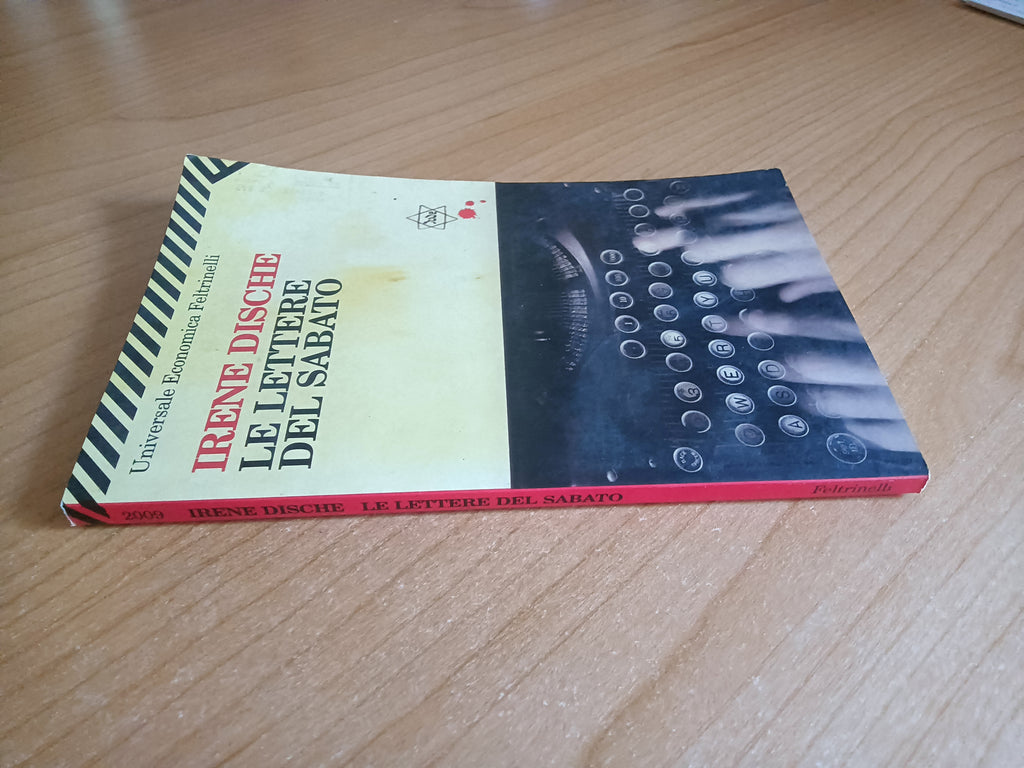 Universale Economica Feltrinelli
IRENE DISCHE
LE LETTERE
DEL SABATO
2009 IRENE DISCHE LE LETTERE DEL SABATO Feltrinelli
W E R T Y U
A S D